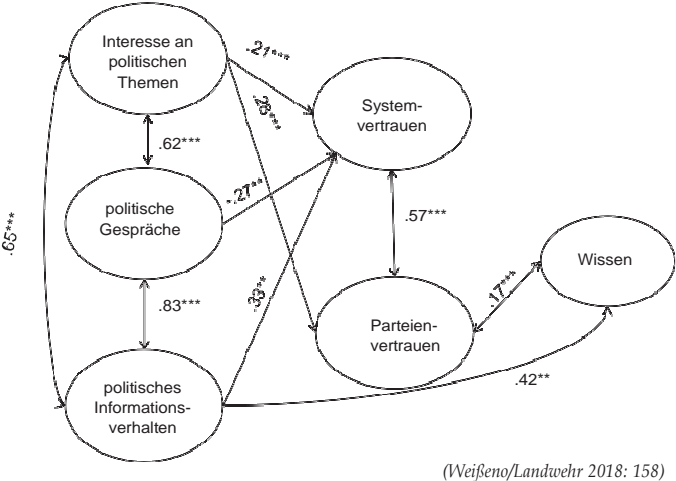 Interesse an
politischen
Themen
.21***
.28***
System-
vertrauen
.62***
politische
Gespräche
-.27**
.57***
.65***
Wissen
.17***
.83***
.33**
Parteien-
vertrauen
politisches
Informations-
verhalten
.42**
(Weißeno/Landwehr 2018: 158)